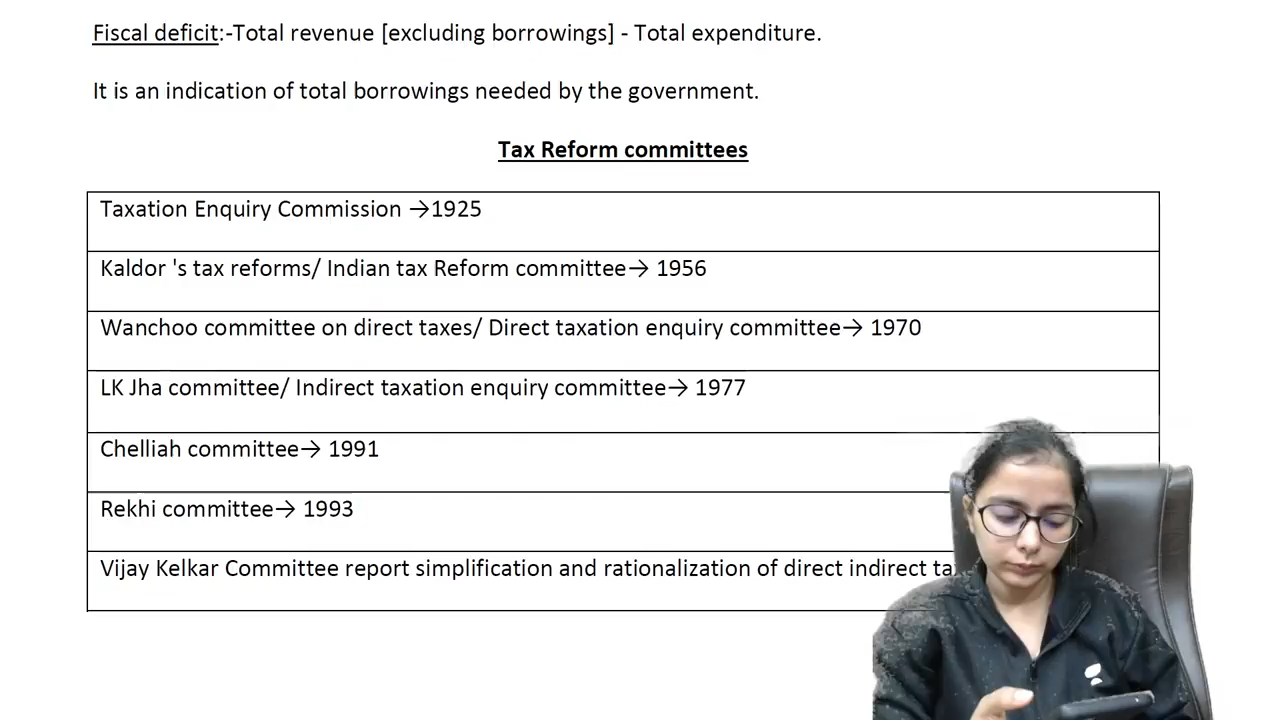 Fiscal deficit:-Total revenue [excluding borrowings] - Total expenditure.
It is an indication of total borrowings needed by the government.
Tax Reform committees
Taxation Enquiry Commission →1925
Kaldor 's tax reforms/ Indian tax Reform committee→ 1956
Wanchoo committee on direct taxes/ Direct taxation enquiry committee→ 1970
LK Jha committee/ Indirect taxation enquiry committee→ 1977
Chelliah committee→ 1991
Rekhi committee→ 1993
Vijay Kelkar Committee report simplification and rationalization of direct indirect